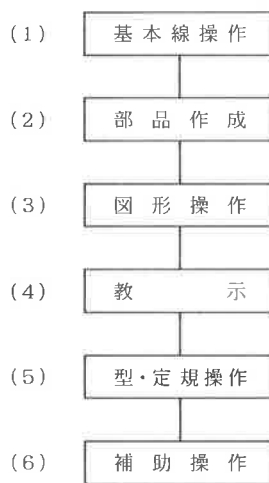 (1) 基本線操作
(2) 部品作成
(3) 図形操作
(4) 教示
(5) 型・定規操作
(6) 補助操作